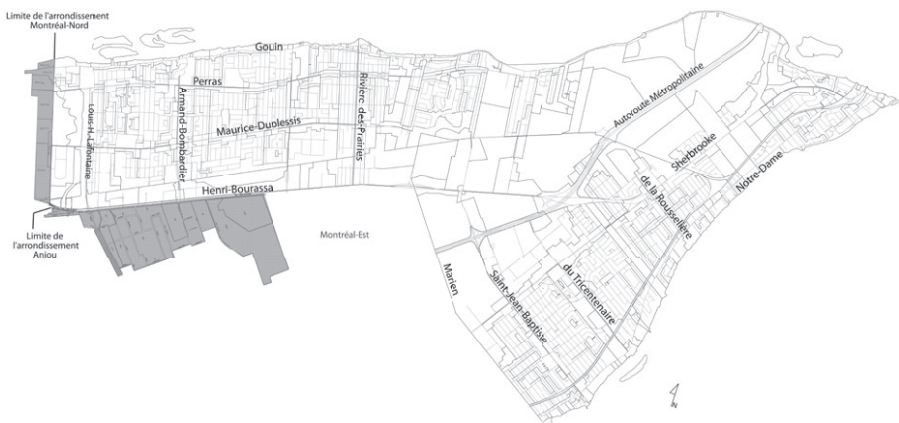 Limite de l'arrondissement
Montréal-Nord
Gouin
Perras
Louis-H.-Lafontaine
Armand-Bombardier
Maurice-Duplessis
Rivière-des-Prairies
Henri-Bourassa
Autoroute Métropolitaine
Sherbrooke
Notre-Dame
de la Rousselière
Limite de
l'arrondissement
Anjou
Montréal-Est
Marien
Saint-Jean-Baptiste
du Tricentenaire
N